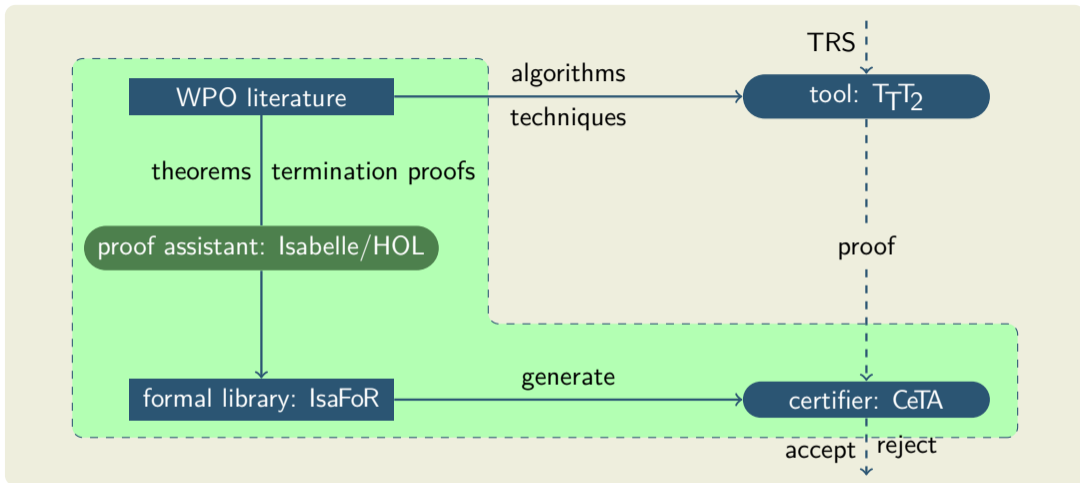 TRS
algorithms
WPO literature
tool: TTT2
techniques
theorems termination proofs
proof assistant: Isabelle/HOL
proof
generate
formal library: IsaFoR
certifier: CeTA
accept reject